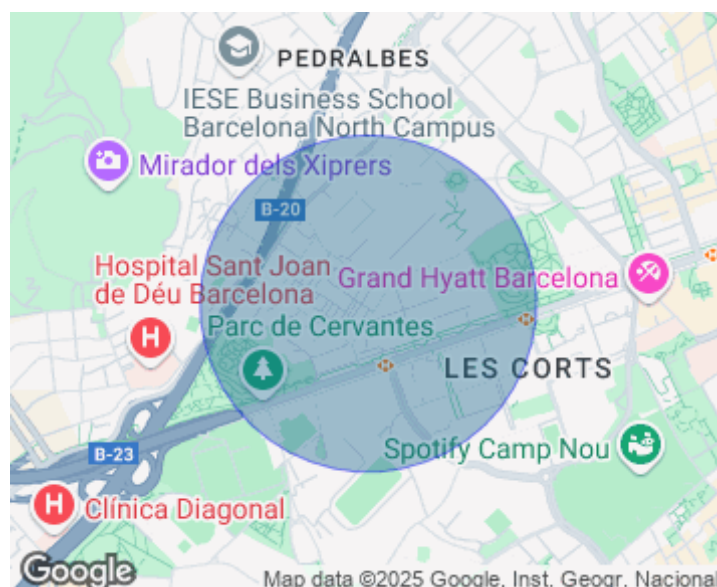 PEDRALBES
IESE Business School
Barcelona North Campus
Mirador dels Xiprers
B-20
Hospital Sant Joan
de Déu Barcelona
Grand Hyatt Barcelona
Parc de Cervantes
LES CORTS
Spotify Camp Nou
B-23
Clínica Diagonal
Google
Map data ©2025 Google, Inst. Geogr. Nacional